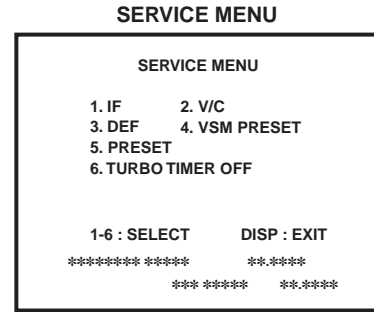 SERVICE MENU
SERVICE MENU
1. IF 2. V/C
3. DEF 4. VSM PRESET
5. PRESET
6. TURBO TIMER OFF
1-6 : SELECT DISP : EXIT
******** ***** **.****
*** ***** **.****